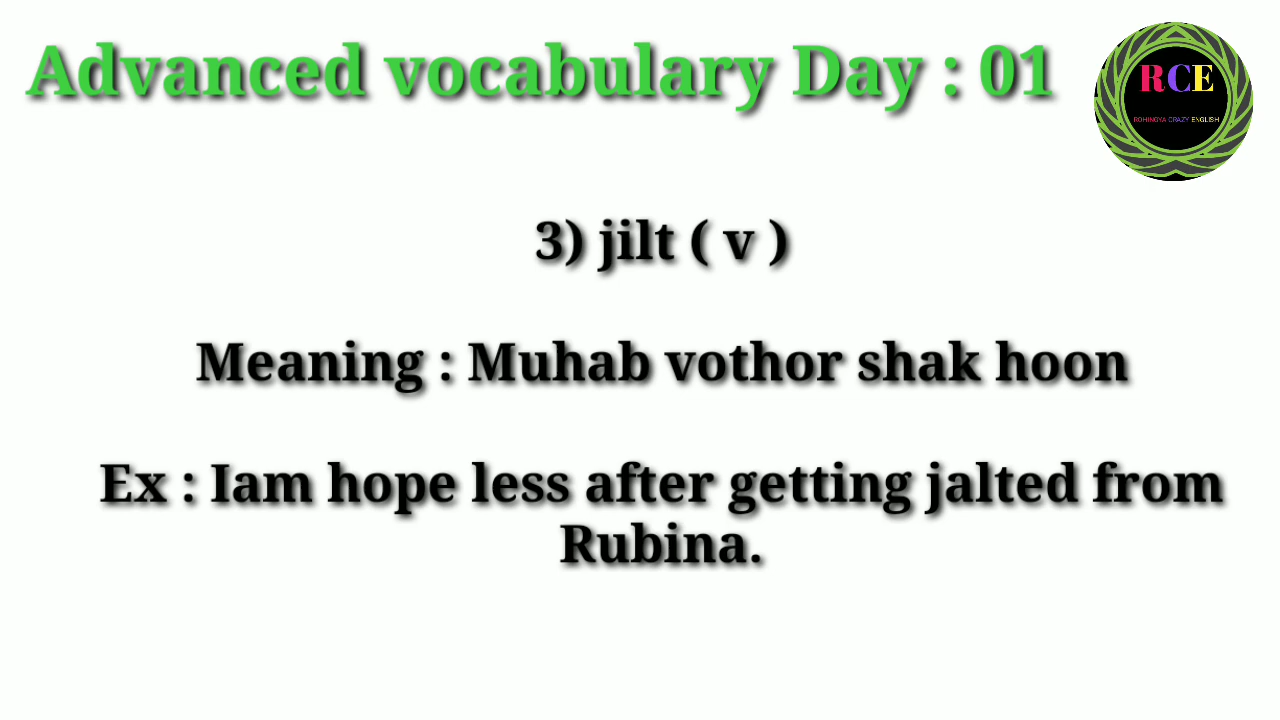 Advanced vocabulary Day : 01
RCE
ROHINGYA CRAZY ENGLISH
3) jilt ( v )
Meaning : Muhab vothor shak hoon
Ex : Iam hope less after getting jalted from
Rubina.